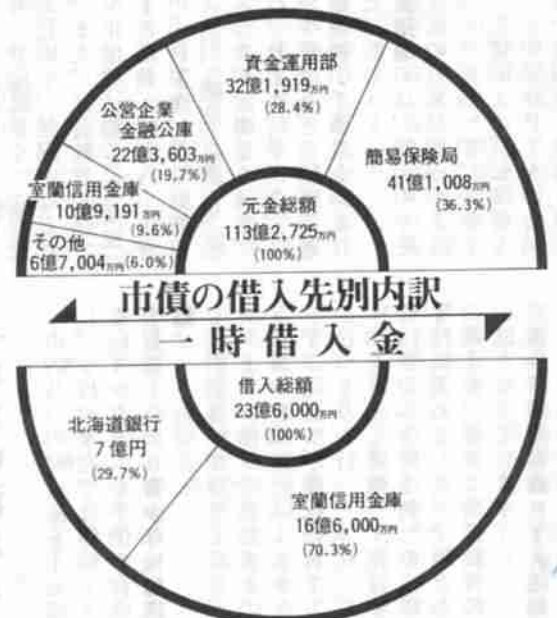 資金運用部
32億1,919万円
(28.4%)
公営企業
金融公庫
22億3,603万円
(19.7%)
簡易保険局
41億1,008万円
(36.3%)
室蘭信用金庫
10億9,191万円
(9.6%)
その他
6億7,004万円(6.0%)
元金総額
113億2,725万円
(100%)
市債の借入先別内訳
一時借入金
借入総額
23億6,000万円
(100%)
北海道銀行
7億円
(29.7%)
室蘭信用金庫
16億6,000万円
(70.3%)